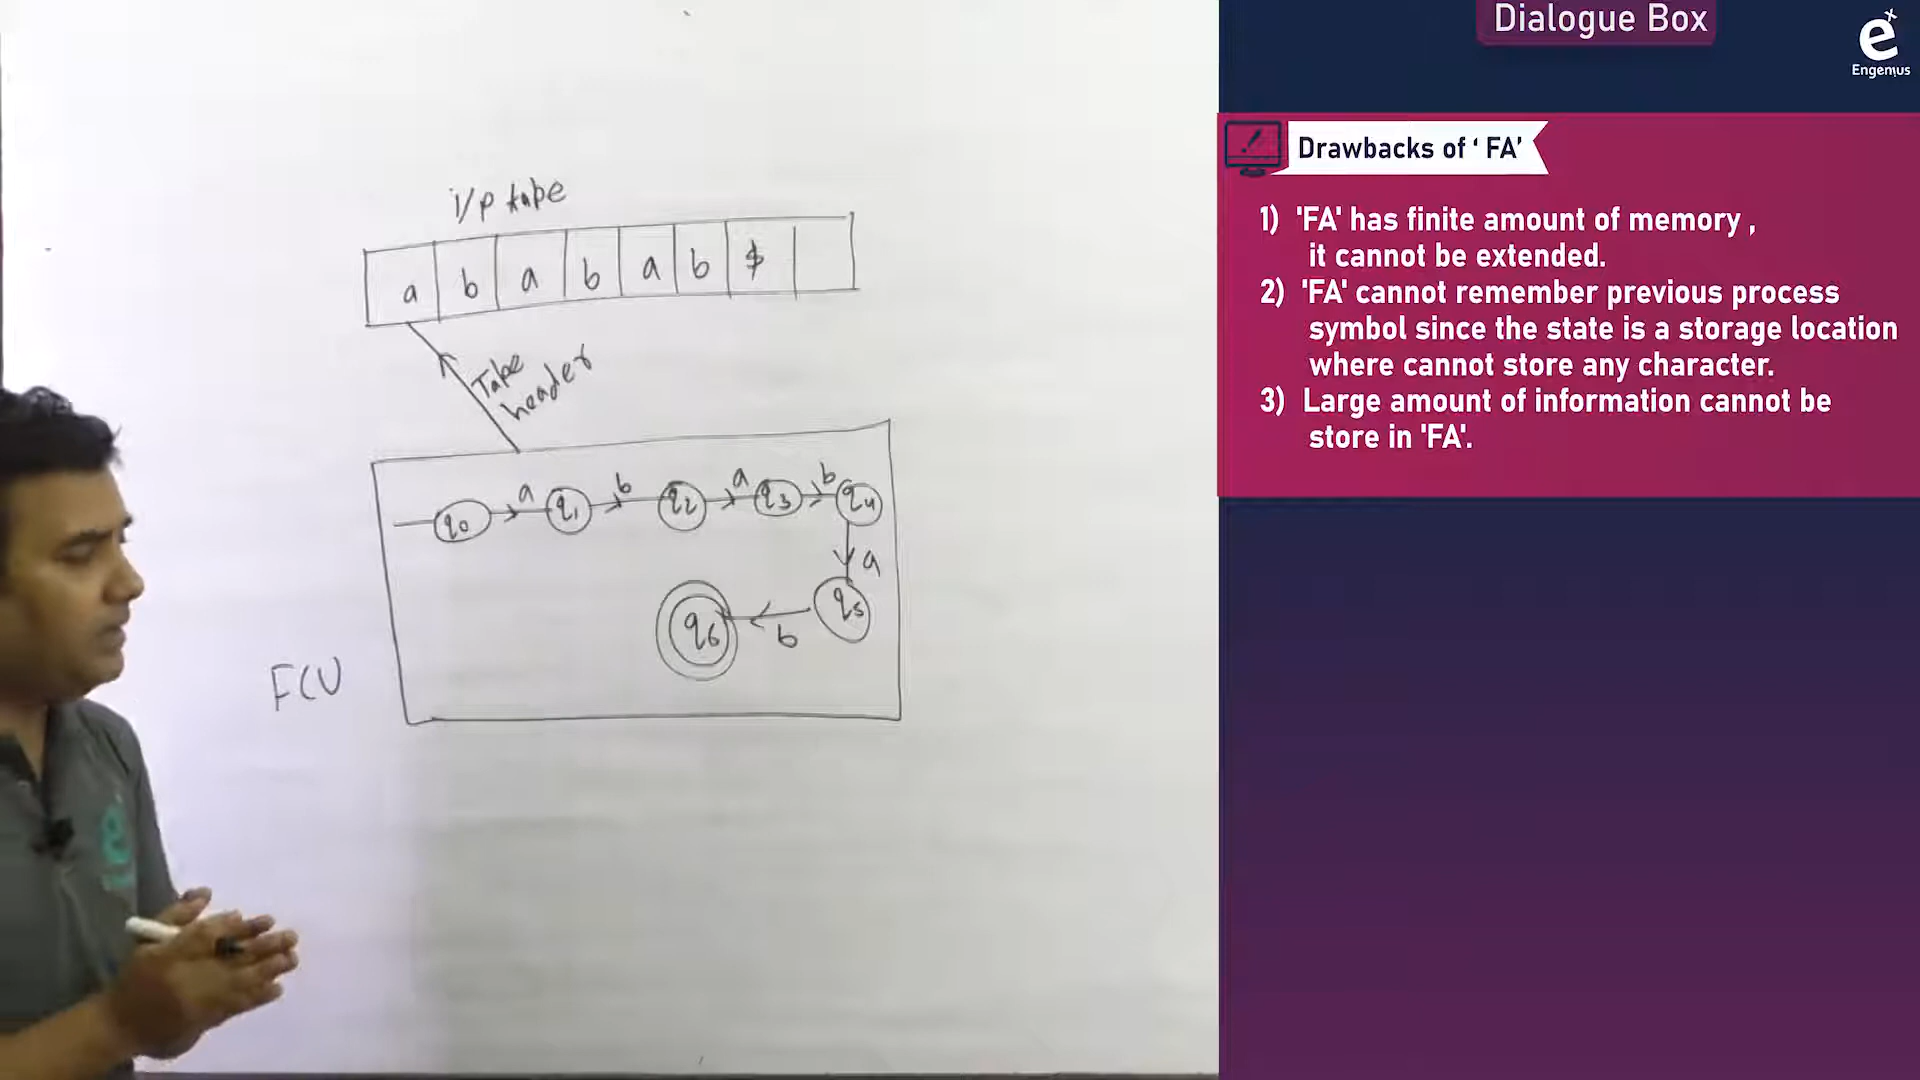 i/p tape
a b a b a b $
Tape
header
q0 a q1 b q2 a q3 b q4
a
q6 b q5
FCU
Dialogue Box
ex
Engenius
Drawbacks of ‘ FA’
1) 'FA' has finite amount of memory ,
it cannot be extended.
2) 'FA' cannot remember previous process
symbol since the state is a storage location
where cannot store any character.
3) Large amount of information cannot be
store in 'FA'.